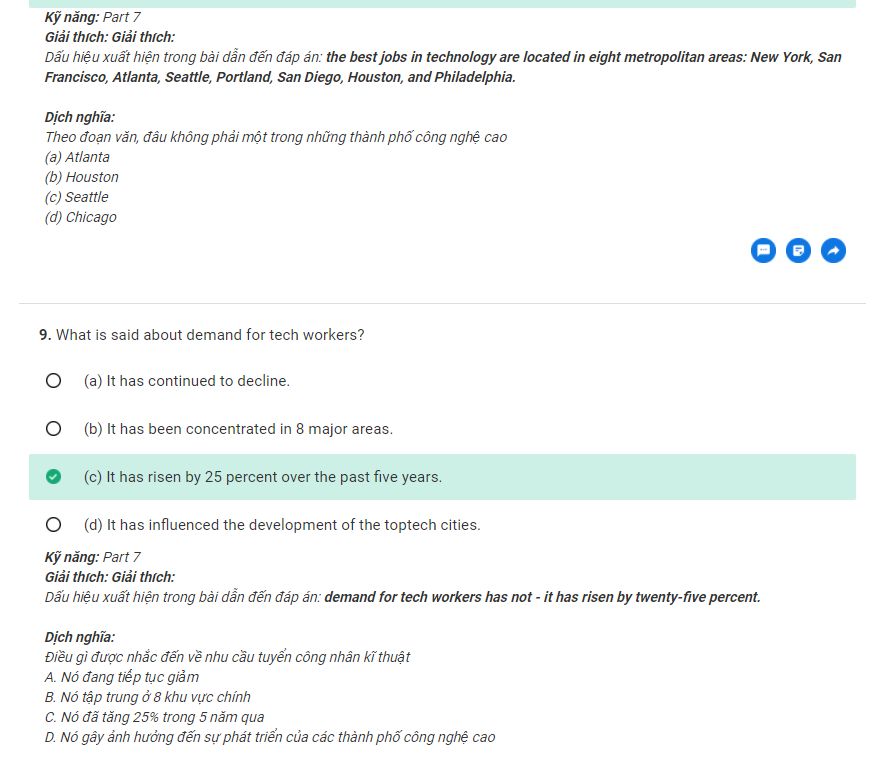 Kỹ năng: Part 7
Giải thích: Giải thích:
Dấu hiệu xuất hiện trong bài dẫn đến đáp án: the best jobs in technology are located in eight metropolitan areas: New York, San
Francisco, Atlanta, Seattle, Portland, San Diego, Houston, and Philadelphia.
Dịch nghĩa:
Theo đoạn văn, đâu không phải một trong những thành phố công nghệ cao
(a) Atlanta
(b) Houston
(c) Seattle
(d) Chicago
9. What is said about demand for tech workers?
(a) It has continued to decline.
(b) It has been concentrated in 8 major areas.
(c) It has risen by 25 percent over the past five years.
(d) It has influenced the development of the toptech cities.
Kỹ năng: Part 7
Giải thích: Giải thích:
Dấu hiệu xuất hiện trong bài dẫn đến đáp án: demand for tech workers has not - it has risen by twenty-five percent.
Dịch nghĩa:
Điều gì được nhắc đến về nhu cầu tuyển công nhân kĩ thuật
A. Nó đang tiếp tục giảm
B. Nó tập trung ở 8 khu vực chính
C. Nó đã tăng 25% trong 5 năm qua
D. Nó gây ảnh hưởng đến sự phát triển của các thành phố công nghệ cao